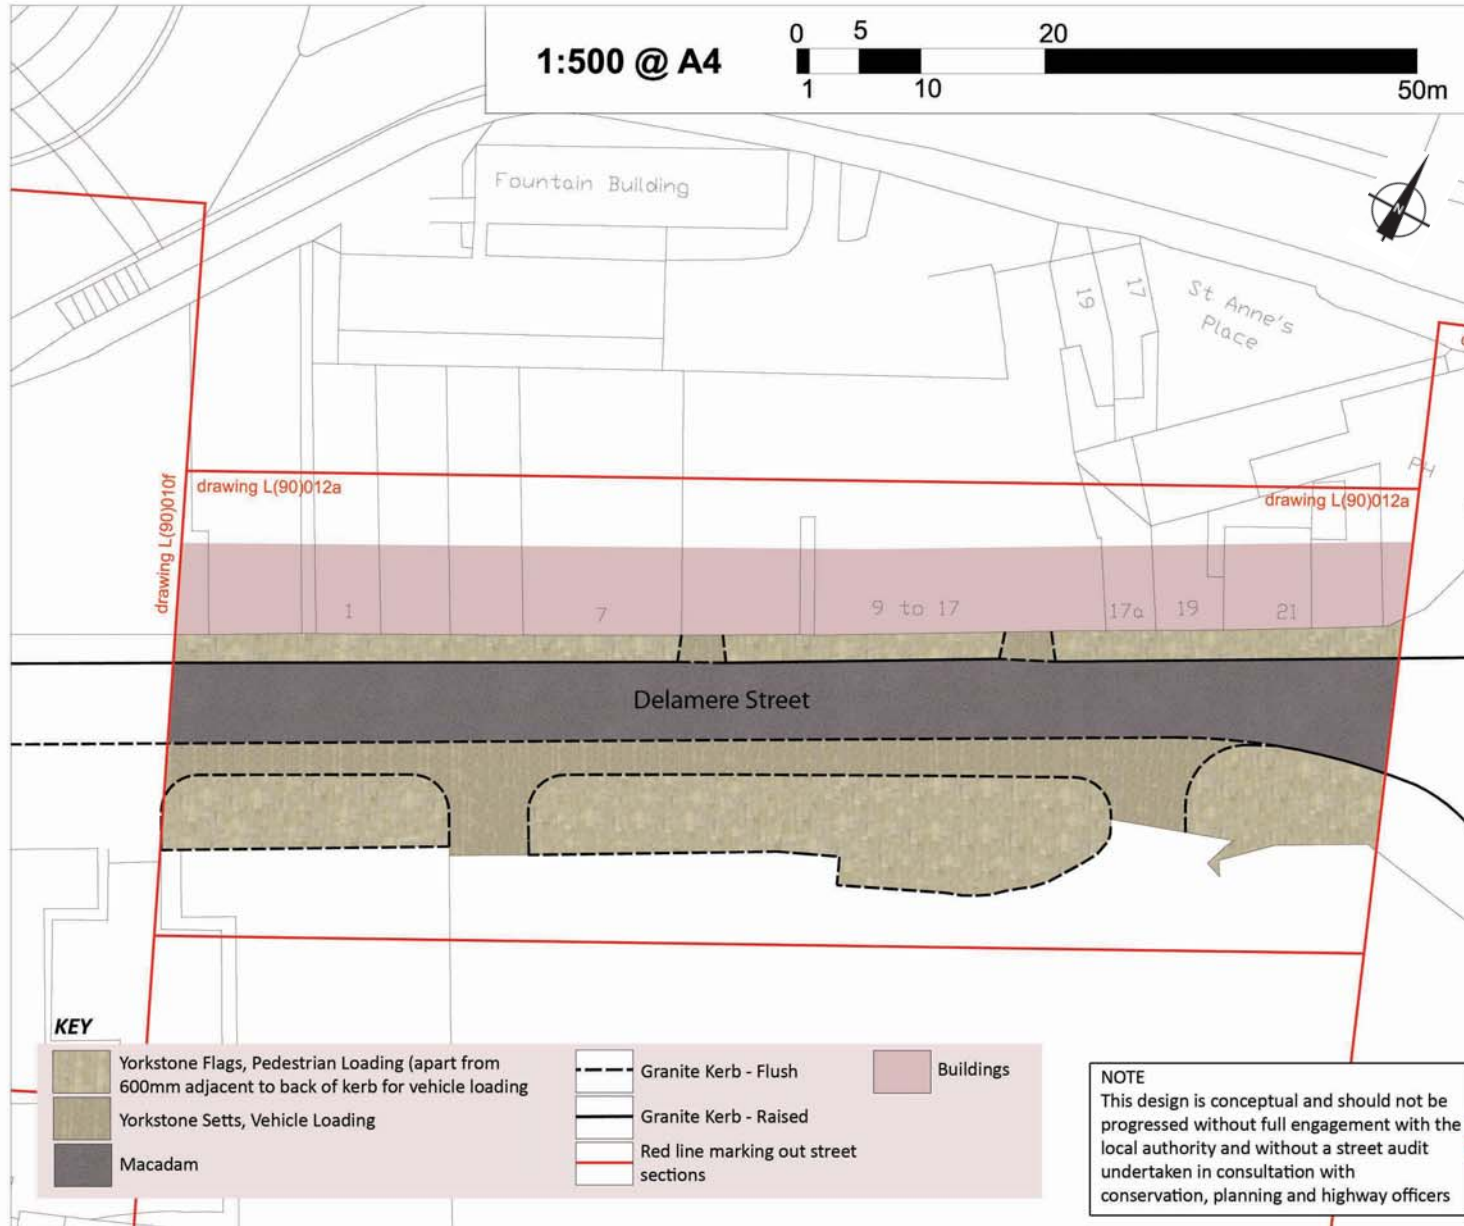 1:500 @ A4
0 5 20
1 10 50m
N
Fountain Building
19 17
St. Anne's
Place
PH
drawing L(90)010f
drawing L(90)012a
drawing L(90)012a
1 7 9 to 17 17a 19 21
Delamere Street
KEY
Yorkstone Flags, Pedestrian Loading (apart from
600mm adjacent to back of kerb for vehicle loading
Yorkstone Setts, Vehicle Loading
Macadam
Granite Kerb - Flush
Granite Kerb - Raised
Red line marking out street
sections
Buildings
NOTE
This design is conceptual and should not be
progressed without full engagement with the
local authority and without a street audit
undertaken in consultation with
conservation, planning and highway officers